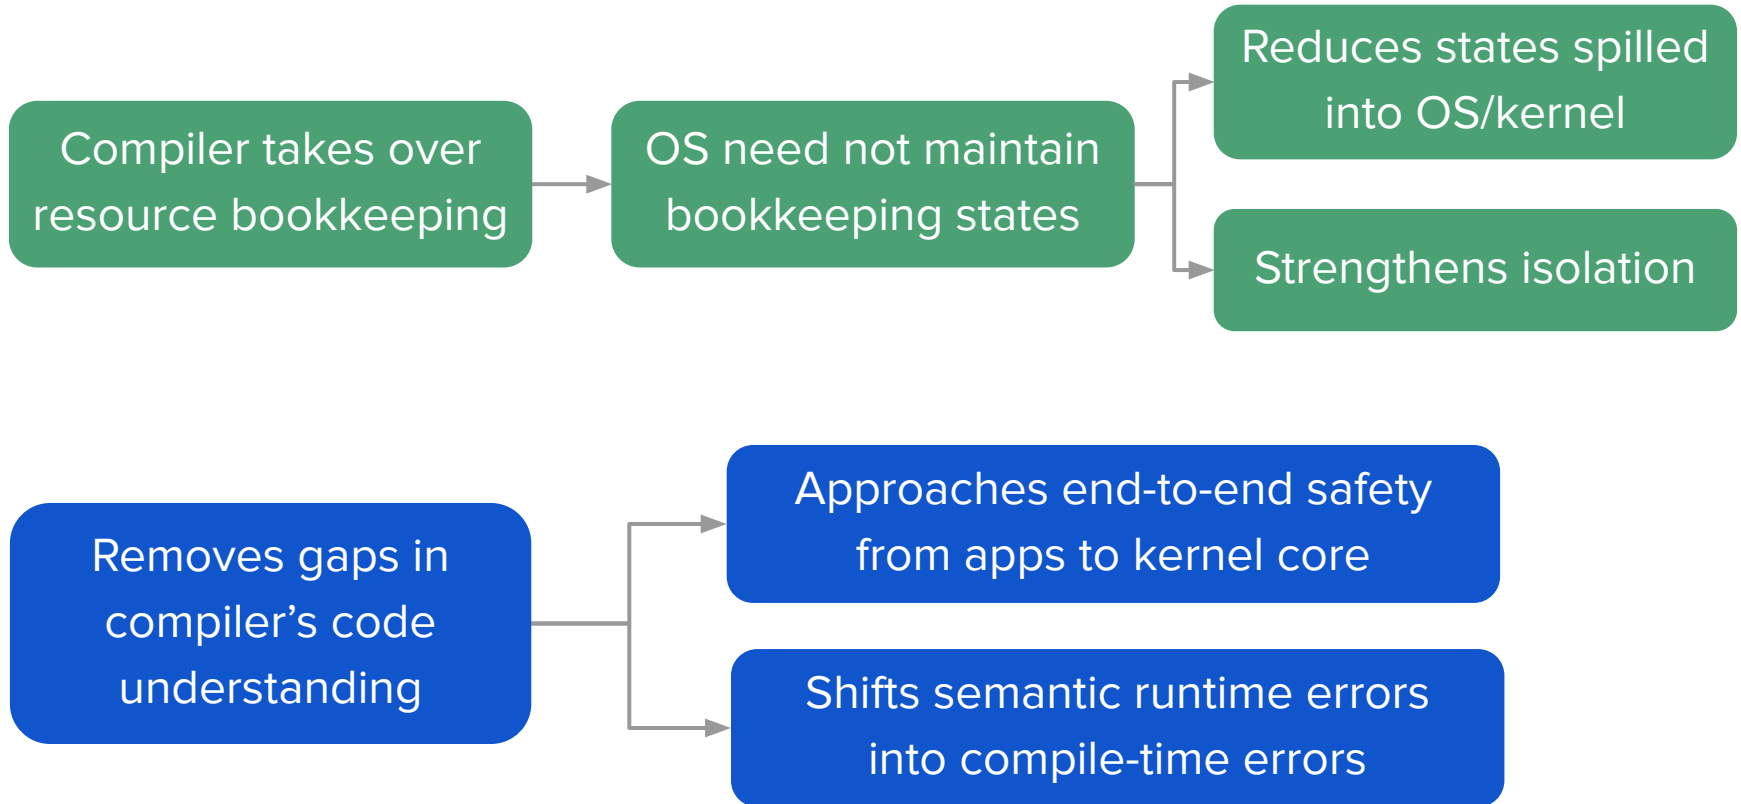 Compiler takes over
resource bookkeeping
OS need not maintain
bookkeeping states
Reduces states spilled
into OS/kernel
Strengthens isolation
Removes gaps in
compiler’s code
understanding
Approaches end-to-end safety
from apps to kernel core
Shifts semantic runtime errors
into compile-time errors